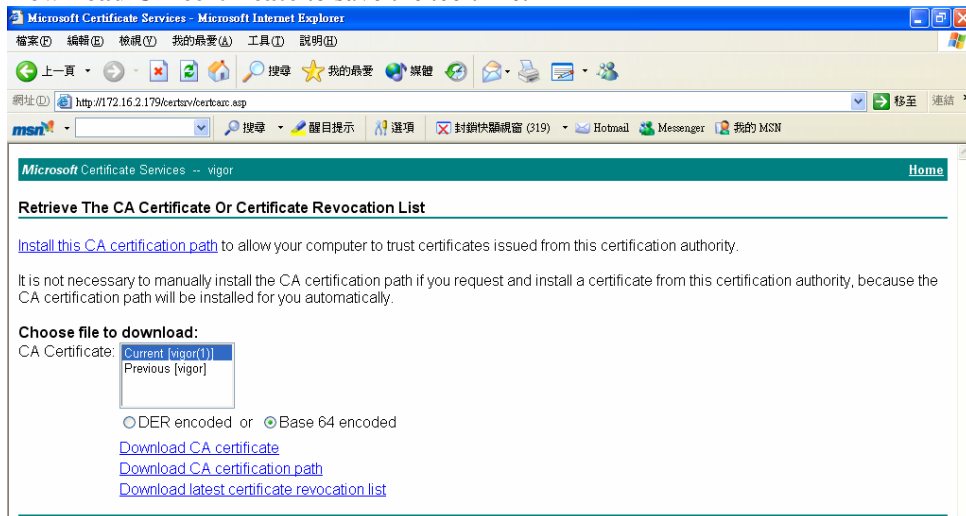 Microsoft Certificate Services - Microsoft Internet Explorer
檔案(F) 編輯(E) 檢視(V) 我的最愛(A) 工具(T) 說明(H)
上一頁 搜尋 我的最愛 媒體
網址(D) http://172.16.2.179/certsrv/certcarc.asp 移至 連結
msn 搜尋 醒目提示 選項 封鎖快顯視窗 (319) Hotmail Messenger 我的 MSN
Microsoft Certificate Services -- vigor Home
Retrieve The CA Certificate Or Certificate Revocation List
Install this CA certification path to allow your computer to trust certificates issued from this certification authority.
It is not necessary to manually install the CA certification path if you request and install a certificate from this certification authority, because the
CA certification path will be installed for you automatically.
Choose file to download:
CA Certificate: Current [vigor(1)]
Previous [vigor]
DER encoded or Base 64 encoded
Download CA certificate
Download CA certification path
Download latest certificate revocation list